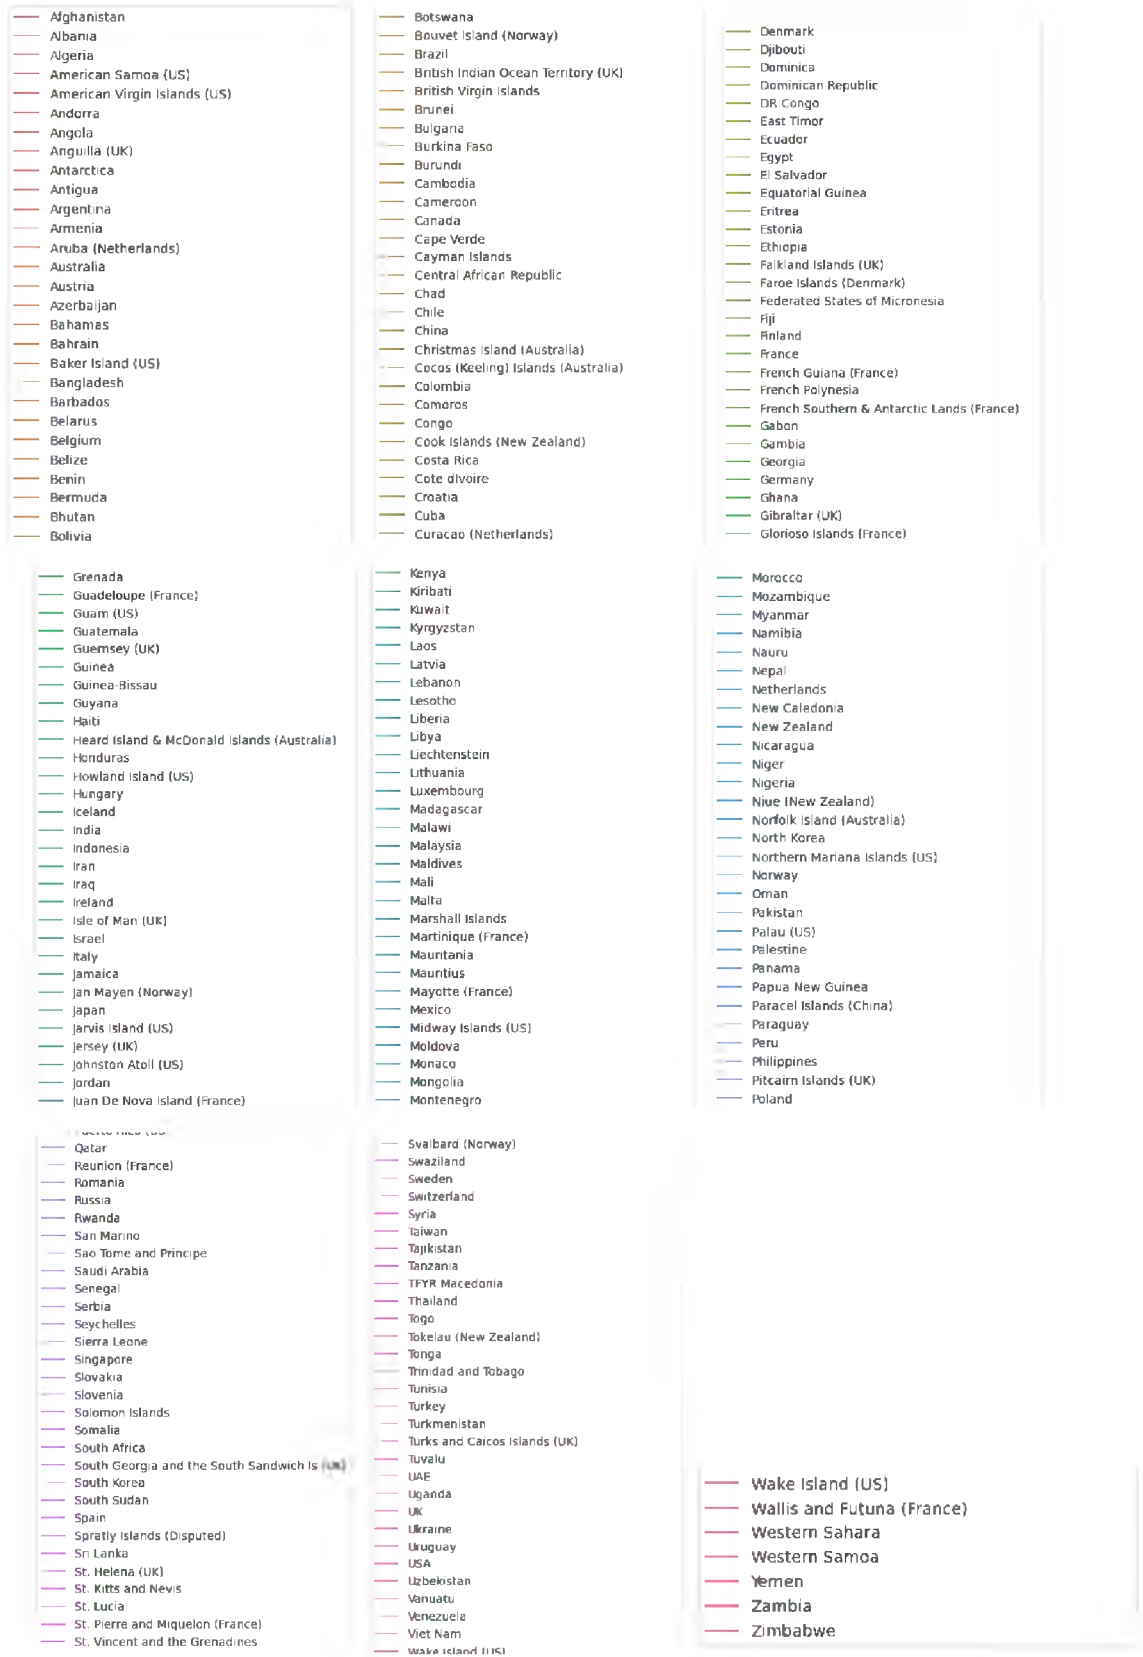 Afghanistan
Albania
Algeria
American Samoa (US)
American Virgin Islands (US)
Andorra
Angola
Anguilla (UK)
Antarctica
Antigua
Argentina
Armenia
Aruba (Netherlands)
Australia
Austria
Azerbaijan
Bahamas
Bahrain
Baker Island (US)
Bangladesh
Barbados
Belarus
Belgium
Belize
Benin
Bermuda
Bhutan
Bolivia
Botswana
Bouvet Island (Norway)
Brazil
British Indian Ocean Territory (UK)
British Virgin Islands
Brunei
Bulgaria
Burkina Faso
Burundi
Cambodia
Cameroon
Canada
Cape Verde
Cayman Islands
Central African Republic
Chad
Chile
China
Christmas Island (Australia)
Cocos (Keeling) Islands (Australia)
Colombia
Comoros
Congo
Cook Islands (New Zealand)
Costa Rica
Cote dIvoire
Croatia
Cuba
Curacao (Netherlands)
Denmark
Djibouti
Dominica
Dominican Republic
DR Congo
East Timor
Ecuador
Egypt
El Salvador
Equatorial Guinea
Eritrea
Estonia
Ethiopia
Falkland Islands (UK)
Faroe Islands (Denmark)
Federated States of Micronesia
Fiji
Finland
France
French Guiana (France)
French Polynesia
French Southern & Antarctic Lands (France)
Gabon
Gambia
Georgia
Germany
Ghana
Gibraltar (UK)
Glorioso Islands (France)
Grenada
Guadeloupe (France)
Guam (US)
Guatemala
Guernsey (UK)
Guinea
Guinea-Bissau
Guyana
Haiti
Heard Island & McDonald Islands (Australia)
Honduras
Howland Island (US)
Hungary
Iceland
India
Indonesia
Iran
Iraq
Ireland
Isle of Man (UK)
Israel
Italy
Jamaica
Jan Mayen (Norway)
Japan
Jarvis Island (US)
Jersey (UK)
Johnston Atoll (US)
Jordan
Juan De Nova Island (France)
Kenya
Kiribati
Kuwait
Kyrgyzstan
Laos
Latvia
Lebanon
Lesotho
Liberia
Libya
Liechtenstein
Lithuania
Luxembourg
Madagascar
Malawi
Malaysia
Maldives
Mali
Malta
Marshall Islands
Martinique (France)
Mauritania
Mauritius
Mayotte (France)
Mexico
Midway Islands (US)
Moldova
Monaco
Mongolia
Montenegro
Morocco
Mozambique
Myanmar
Namibia
Nauru
Nepal
Netherlands
New Caledonia
New Zealand
Nicaragua
Niger
Nigeria
Niue (New Zealand)
Norfolk Island (Australia)
North Korea
Northern Mariana Islands (US)
Norway
Oman
Pakistan
Palau (US)
Palestine
Panama
Papua New Guinea
Paracel Islands (China)
Paraguay
Peru
Philippines
Pitcairn Islands (UK)
Poland
Qatar
Reunion (France)
Romania
Russia
Rwanda
San Marino
Sao Tome and Principe
Saudi Arabia
Senegal
Serbia
Seychelles
Sierra Leone
Singapore
Slovakia
Slovenia
Solomon Islands
Somalia
South Africa
South Georgia and the South Sandwich Is (UK)
South Korea
South Sudan
Spain
Spratly Islands (Disputed)
Sri Lanka
St. Helena (UK)
St. Kitts and Nevis
St. Lucia
St. Pierre and Miquelon (France)
St. Vincent and the Grenadines
Svalbard (Norway)
Swaziland
Sweden
Switzerland
Syria
Taiwan
Tajikistan
Tanzania
TFYR Macedonia
Thailand
Togo
Tokelau (New Zealand)
Tonga
Trinidad and Tobago
Tunisia
Turkey
Turkmenistan
Turks and Caicos Islands (UK)
Tuvalu
UAE
Uganda
UK
Ukraine
Uruguay
USA
Uzbekistan
Vanuatu
Venezuela
Viet Nam
Wake Island (US)
Wake Island (US)
Wallis and Futuna (France)
Western Sahara
Western Samoa
Yemen
Zambia
Zimbabwe